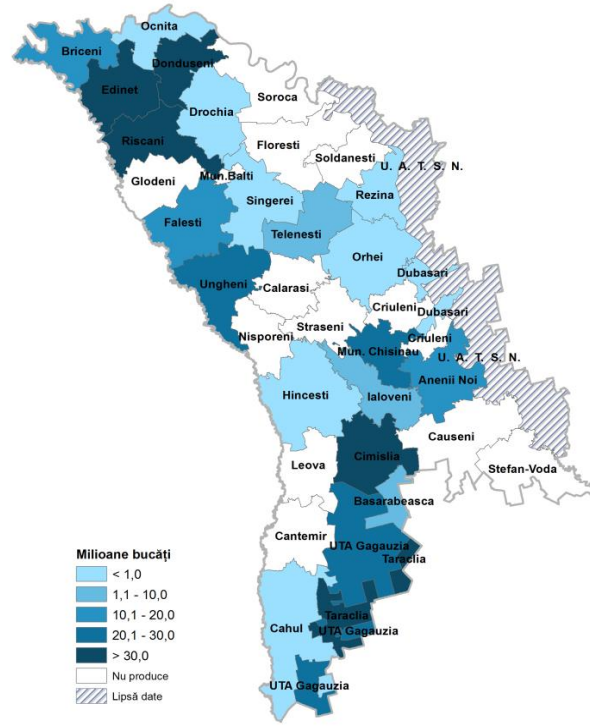 Ocnita
Briceni
Donduseni
Edinet
Soroca
Drochia
Riscani
Floresti
Soldanesti
U. A. T. S. N.
Glodeni
Mun.Balti
Singerei
Rezina
Falesti
Telenesti
Orhei
Dubasari
Ungheni
Calarasi
Criuleni
Dubasari
Straseni
Nisporeni
Mun. Chisinau
Criuleni
U. A. T. S. N.
Anenii Noi
Hincesti
Ialoveni
Causeni
Cimislia
Leova
Stefan-Voda
Basarabeasca
Cantemir
UTA Gagauzia
Taraclia
Taraclia
Cahul
UTA Gagauzia
UTA Gagauzia
Milioane bucăți
< 1,0
1,1 - 10,0
10,1 - 20,0
20,1 - 30,0
> 30,0
Nu produce
Lipsă date